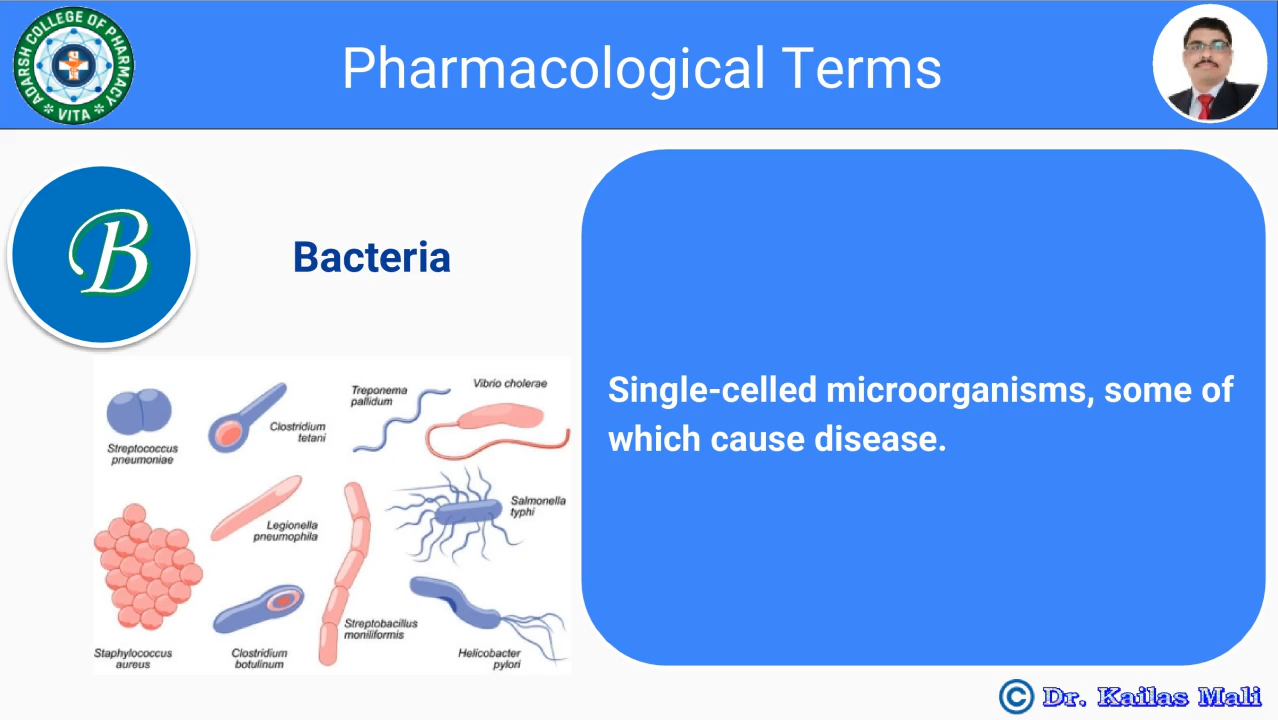 ADARSH COLLEGE OF PHARMACY
VITA
Pharmacological Terms
B
Bacteria
Single-celled microorganisms, some of
which cause disease.
Streptococcus
pneumoniae
Clostridium
tetani
Treponema
pallidum
Vibrio cholerae
Legionella
pneumophila
Salmonella
typhi
Staphylococcus
aureus
Clostridium
botulinum
Streptobacillus
moniliformis
Helicobacter
pylori
© Dr. Kailas Mali